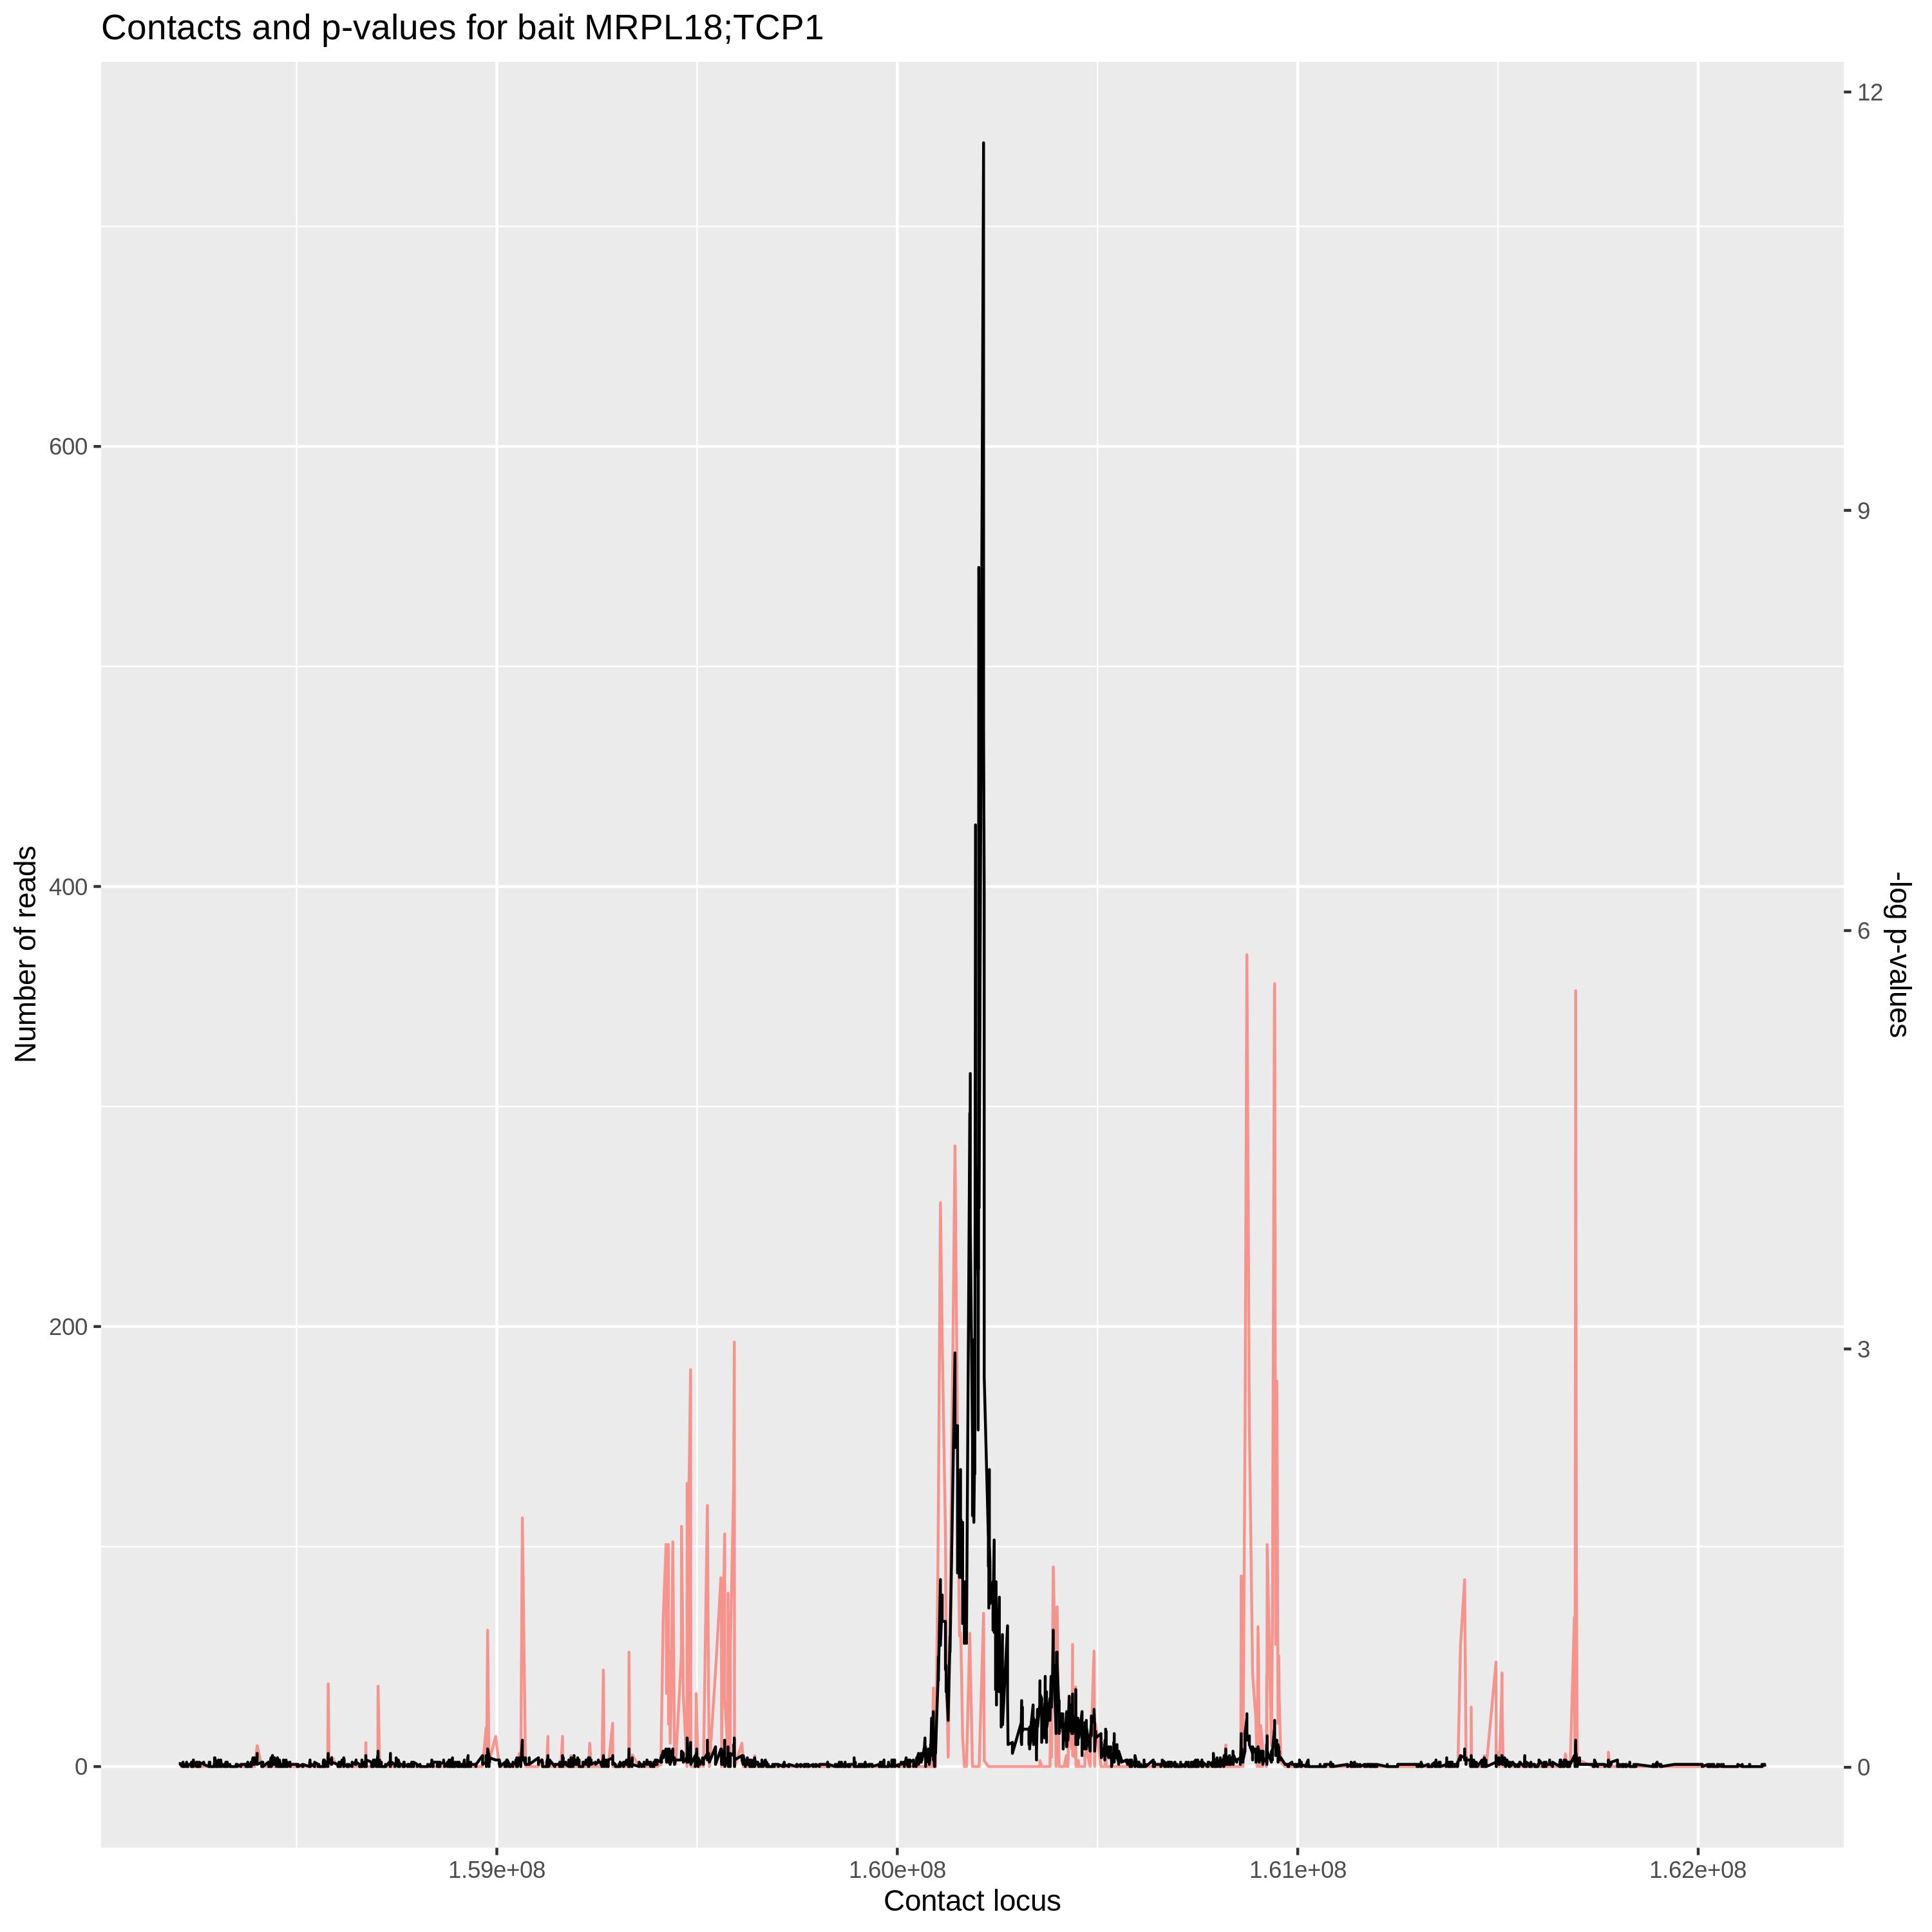 Contacts and p-values for bait MRPL18;TCP1
12
9
6
3
0
600
400
200
0
Number of reads
-log p-values
1.59e+08
1.60e+08
1.61e+08
1.62e+08
Contact locus